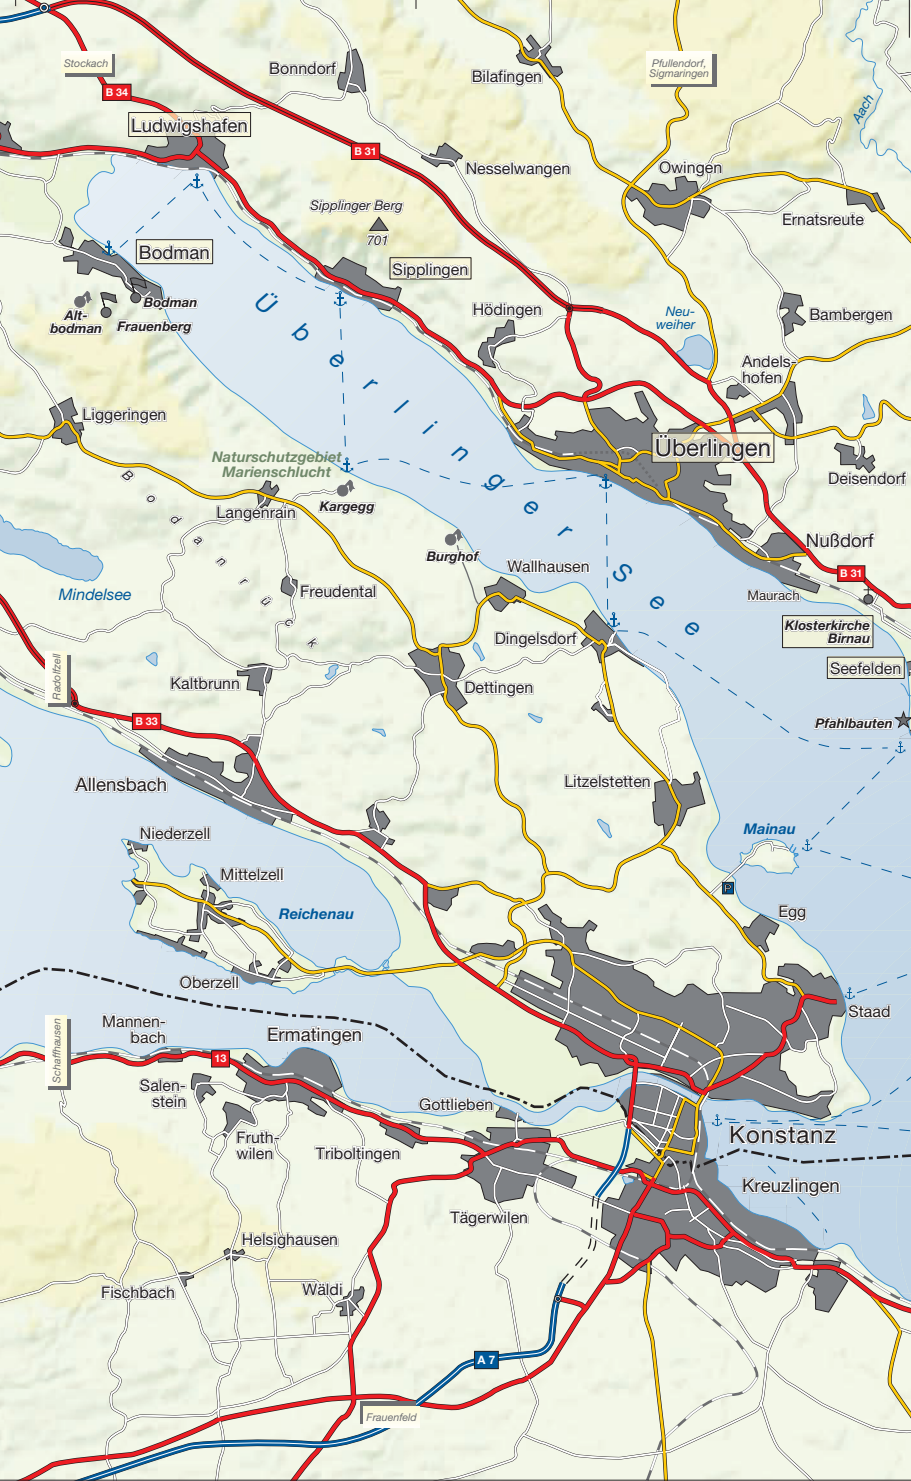 Stockach
Bonndorf
Bilafingen
Pfullendorf,
Sigmaringen
B 34
Aach
Ludwigshafen
B 31
Nesselwangen
Owingen
Sipplinger Berg
701
Ernatsreute
Bodman
Sipplingen
Bodman
Alt-
bodman
Frauenberg
Überlinger See
Hödingen
Neu-
weiher
Bambergen
Andels-
hofen
Liggeringen
Überlingen
Naturschutzgebiet
Marienschlucht
Bodanrück
Deisendorf
Langenrain
Kargegg
Nußdorf
Burghof
Wallhausen
B 31
Mindelsee
Freudental
Maurach
Klosterkirche
Birnau
Dingelsdorf
Seefelden
Radolfzell
Kaltbrunn
Dettingen
B 33
Pfahlbauten
Allensbach
Litzelstetten
Niederzell
Mainau
Mittelzell
P
Reichenau
Egg
Oberzell
Staad
Mannen-
bach
Ermatingen
Schaffhausen
13
Salen-
stein
Gottlieben
Konstanz
Fruth-
wilen
Triboltingen
Kreuzlingen
Tägerwilen
Helsighausen
Fischbach
Wäldi
A 7
Frauenfeld